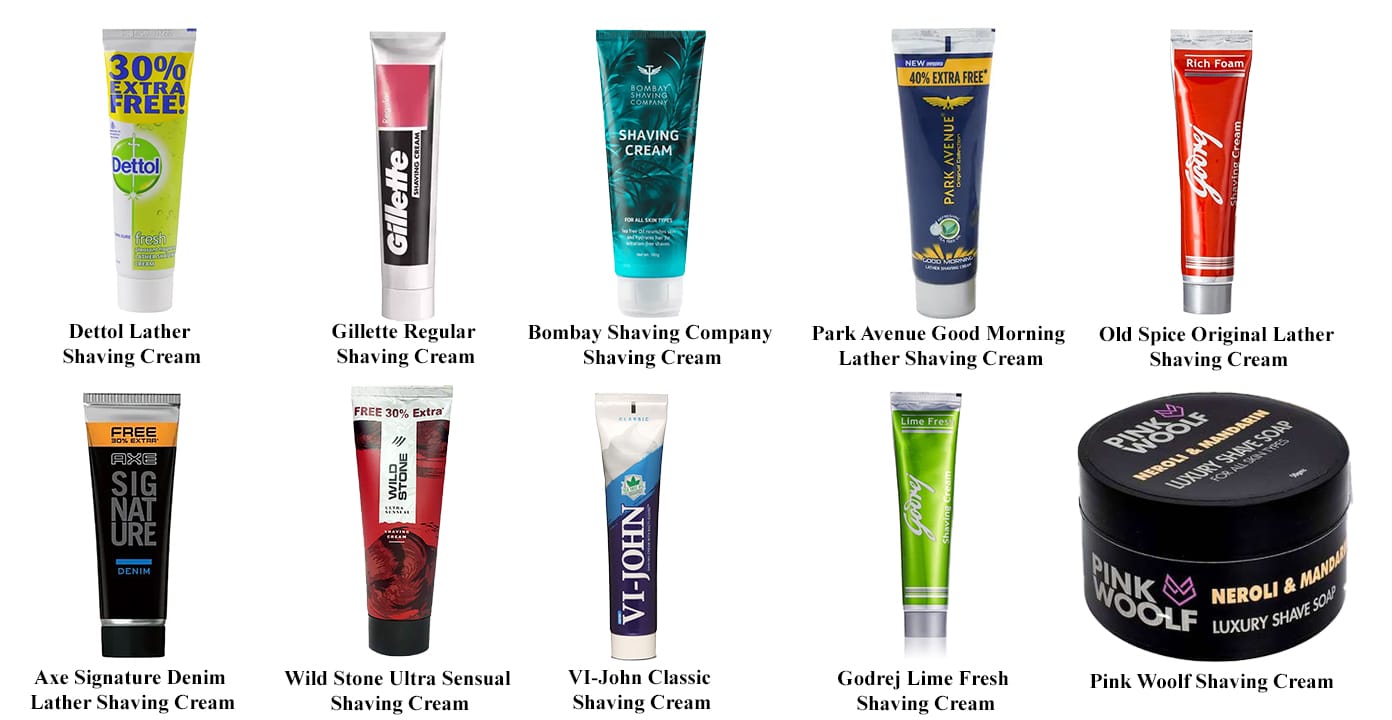 30%
EXTRA
FREE!
Dettol
fresh
Regular
Gillette
SHAVING CREAM
BOMBAY
SHAVING
COMPANY
SHAVING
CREAM
FOR ALL SKIN TYPES
NEW
40% EXTRA FREE*
PARK AVENUE
Original Collection
GOOD MORNING
LATHER SHAVING CREAM
Rich Foam
Godrej
Shaving Cream
Dettol Lather
Shaving Cream
Gillette Regular
Shaving Cream
Bombay Shaving Company
Shaving Cream
Park Avenue Good Morning
Lather Shaving Cream
Old Spice Original Lather
Shaving Cream
FREE
30% EXTRA*
AXE
SIG
NAT
URE
DENIM
FREE 30% Extra*
WILD
STONE
ULTRA
SENSUAL
SHAVING
CREAM
CLASSIC
VI-JOHN
Lime Fres
Godrej
Shaving Cream
PINK
WOOLF
NEROLI & MANDARIN
LUXURY SHAVE SOAP
FOR ALL SKIN TYPES
PINK
WOOLF
NEROLI & MANDARI
LUXURY SHAVE SOAP
Axe Signature Denim
Lather Shaving Cream
Wild Stone Ultra Sensual
Shaving Cream
VI-John Classic
Shaving Cream
Godrej Lime Fresh
Shaving Cream
Pink Woolf Shaving Cream